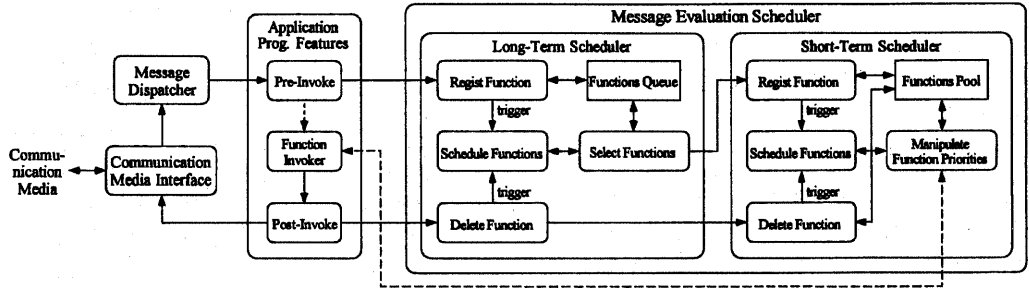 Message Evaluation Scheduler
Application
Prog. Features
Long-Term Scheduler
Short-Term Scheduler
Message
Dispatcher
Pre-Invoke
Regist Function
Functions Queue
Regist Function
Functions Pool
trigger
trigger
Commu-
nication
Media
Communication
Media Interface
Function
Invoker
Schedule Functions
Select Functions
Schedule Functions
Manipulate
Function Priorities
trigger
trigger
Post-Invoke
Delete Function
Delete Function